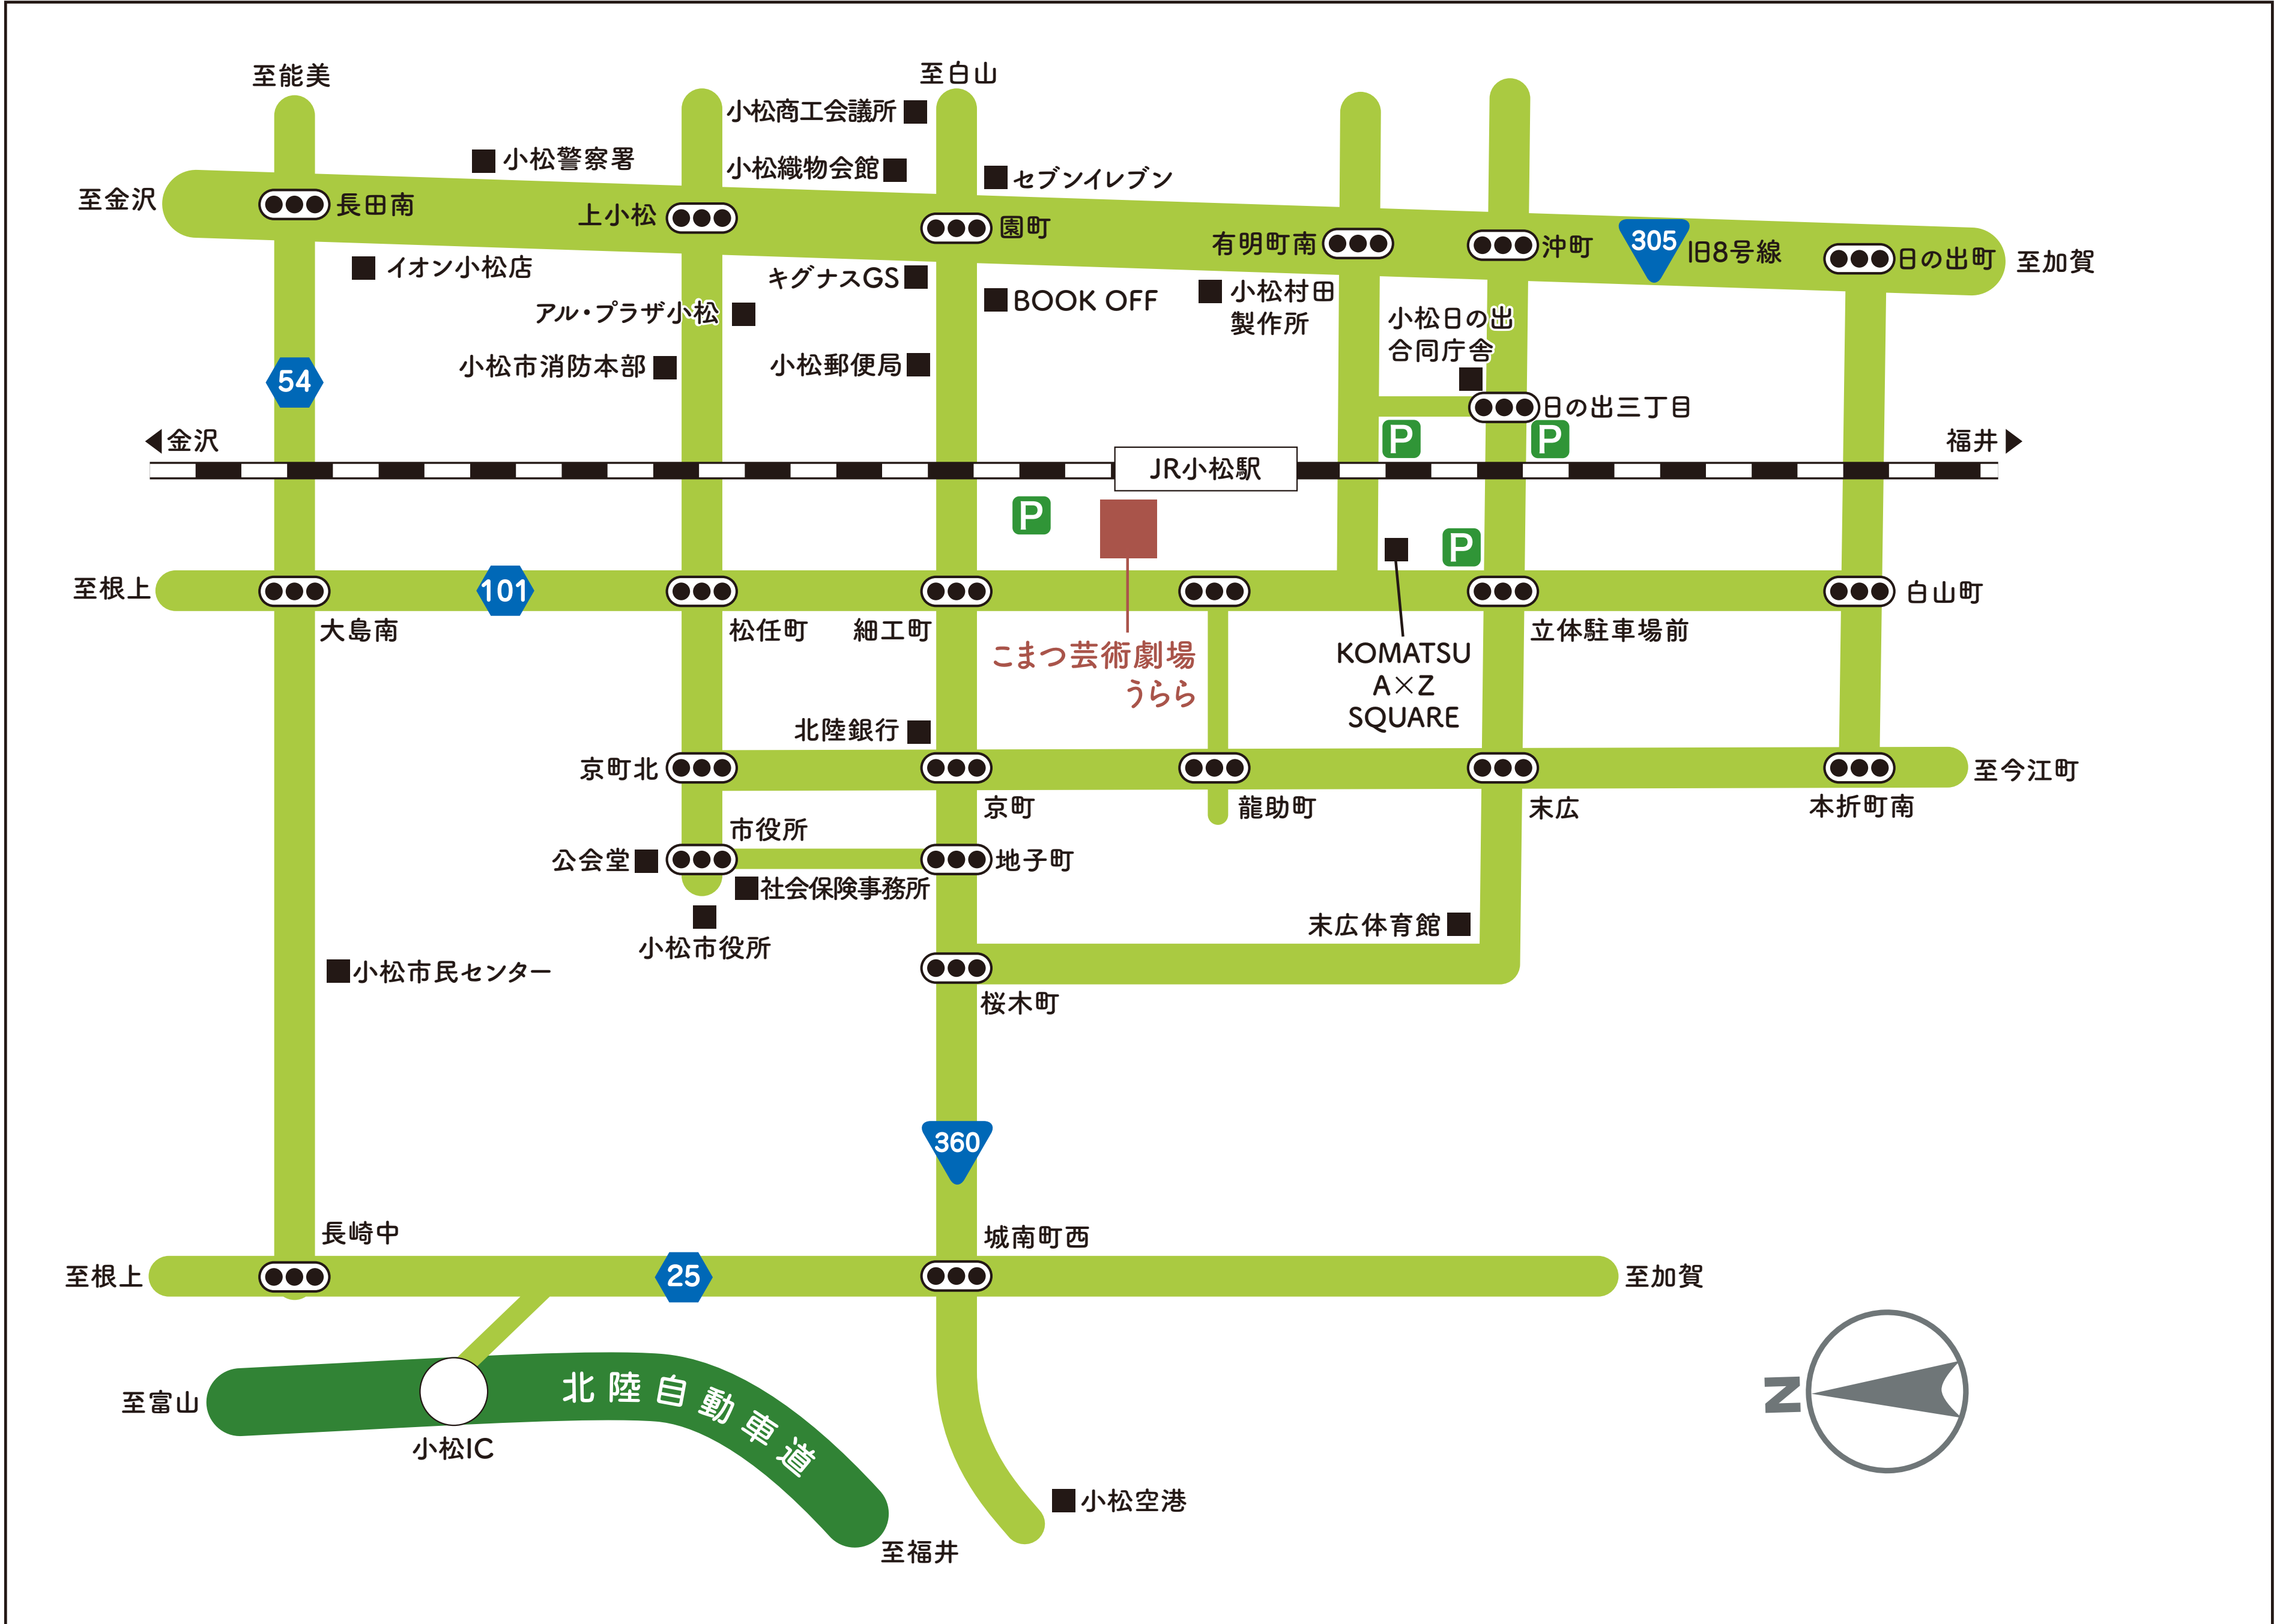 至能美
至白山
小松商工会議所
小松警察署
小松織物会館
セブンイレブン
至金沢
長田南
上小松
園町
有明町南
沖町
305
旧8号線
日の出町
至加賀
イオン小松店
キグナスGS
BOOK OFF
小松村田
製作所
アル・プラザ小松
小松日の出
合同庁舎
小松市消防本部
小松郵便局
54
日の出三丁目
P
P
金沢
JR小松駅
福井
P
P
至根上
101
白山町
大島南
松任町
細工町
立体駐車場前
こまつ芸術劇場
うらら
KOMATSU
A×Z
SQUARE
北陸銀行
京町北
至今江町
京町
龍助町
末広
本折町南
市役所
公会堂
地子町
社会保険事務所
末広体育館
小松市役所
小松市民センター
桜木町
360
長崎中
城南町西
至根上
25
至加賀
北陸自動車道
至富山
小松IC
N
小松空港
至福井